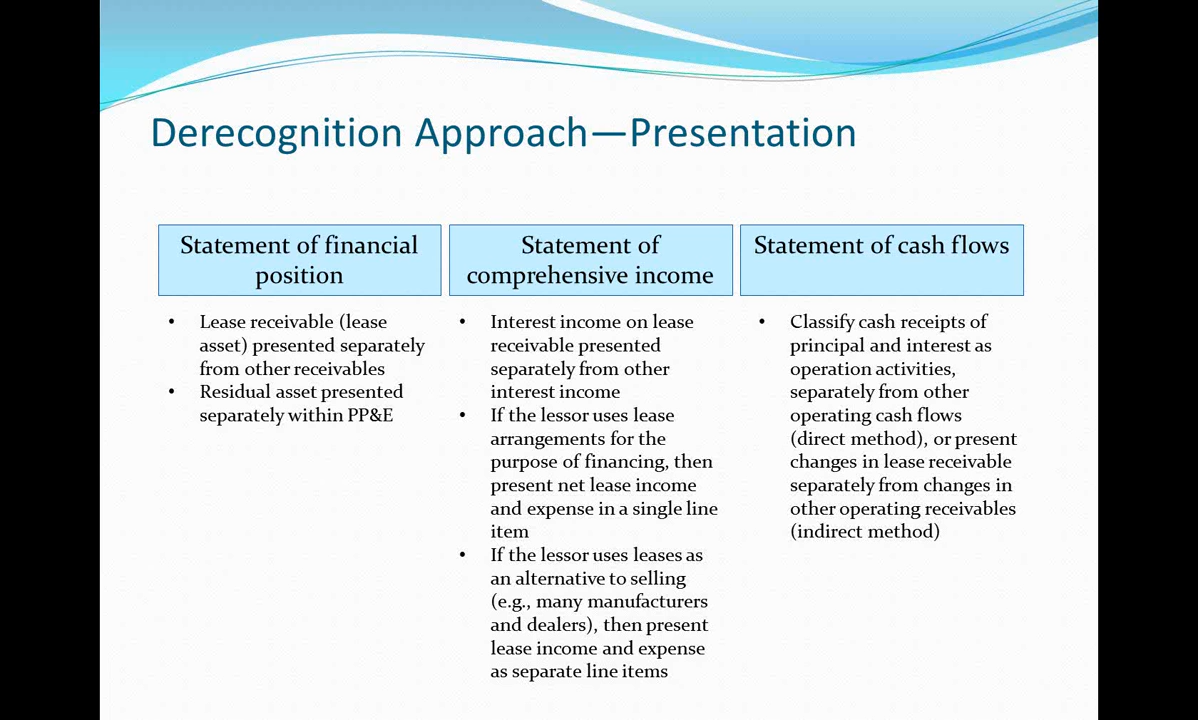 Derecognition Approach—Presentation
Statement of financial
position
• Lease receivable (lease
asset) presented separately
from other receivables
• Residual asset presented
separately within PP&E
Statement of
comprehensive income
• Interest income on lease
receivable presented
separately from other
interest income
• If the lessor uses lease
arrangements for the
purpose of financing, then
present net lease income
and expense in a single line
item
• If the lessor uses leases as
an alternative to selling
(e.g., many manufacturers
and dealers), then present
lease income and expense
as separate line items
Statement of cash flows
• Classify cash receipts of
principal and interest as
operation activities,
separately from other
operating cash flows
(direct method), or present
changes in lease receivable
separately from changes in
other operating receivables
(indirect method)